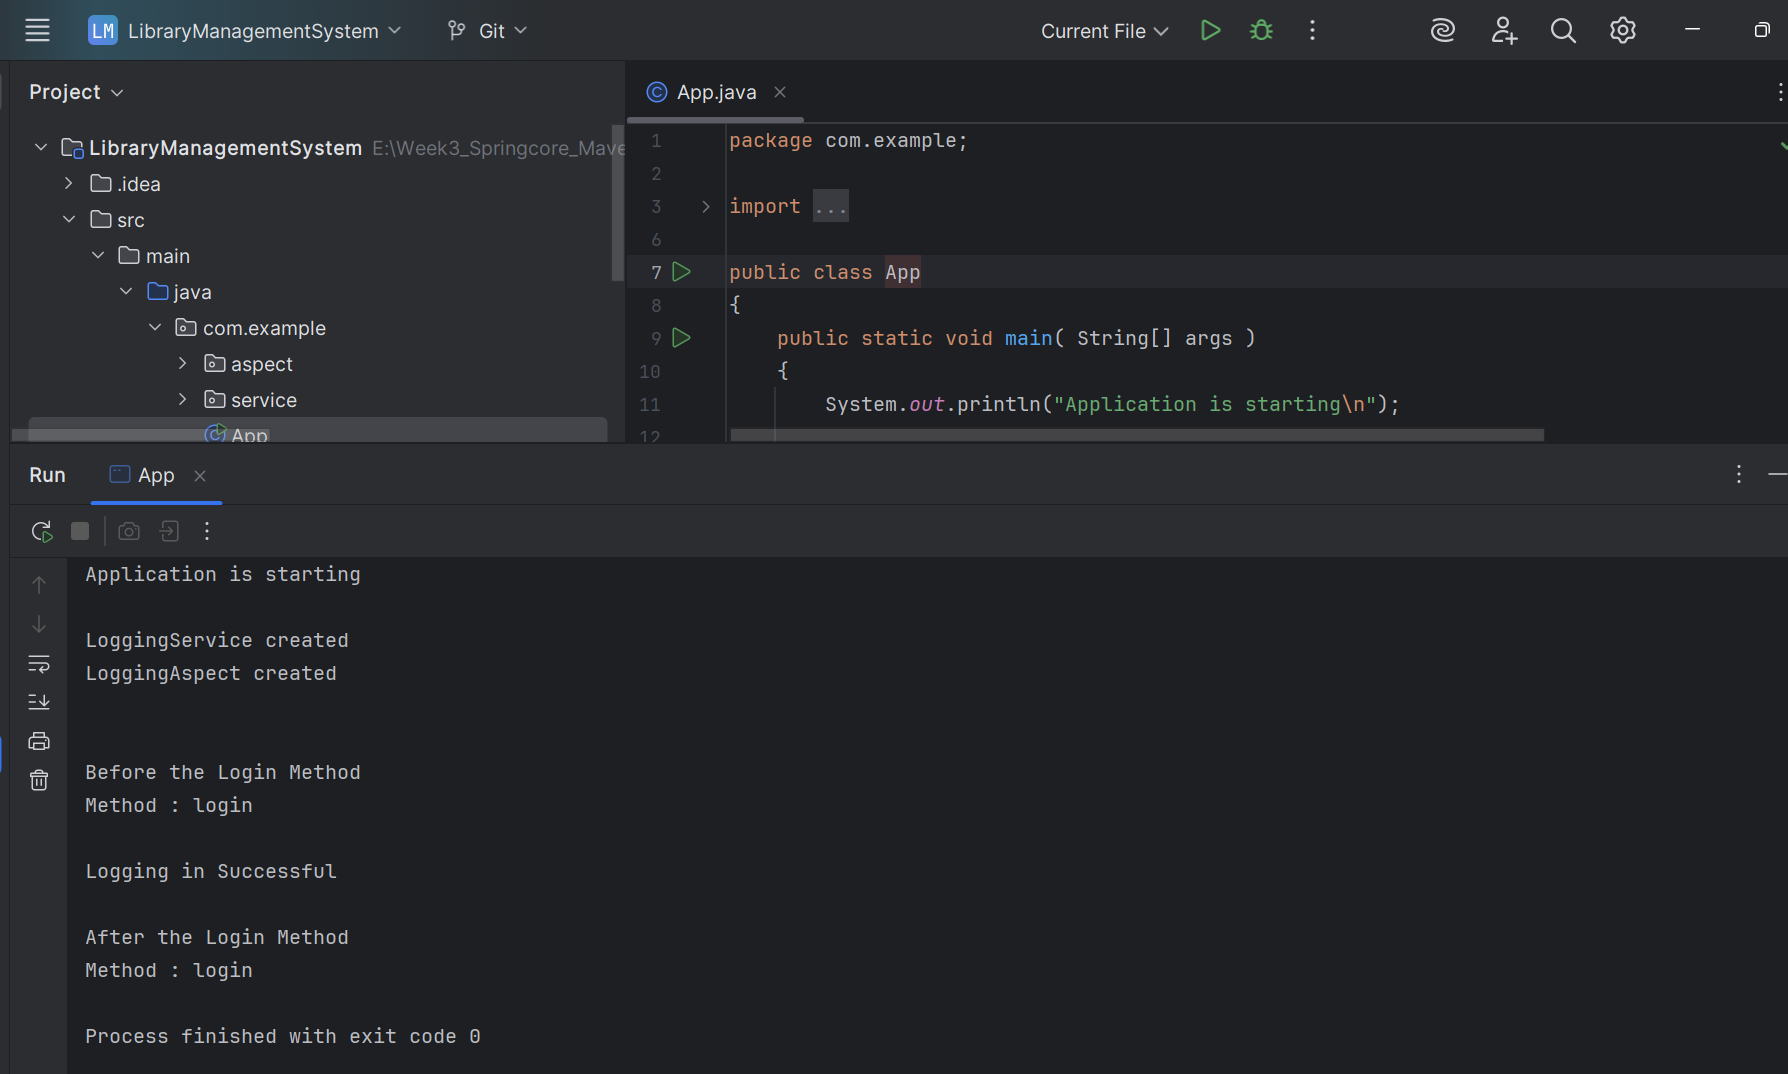 LM LibraryManagementSystem Git Current File
Project
LibraryManagementSystem E:\Week3_Springcore_Mave
.idea
src
main
java
com.example
aspect
service
App
App.java
1 package com.example;
2
3 import ...
6
7 public class App
8 {
9 public static void main( String[] args )
10 {
11 System.out.println("Application is starting\n");
12
Run App
Application is starting
LoggingService created
LoggingAspect created
Before the Login Method
Method : login
Logging in Successful
After the Login Method
Method : login
Process finished with exit code 0